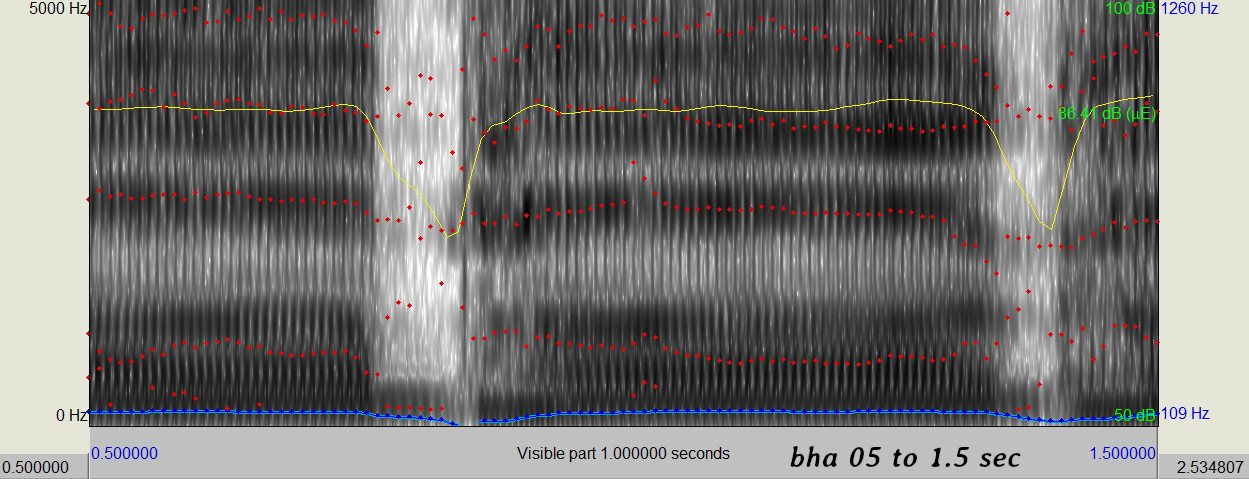 5000 Hz
100 dB
1260 Hz
86.41 dB (µE)
0 Hz
50 dB
109 Hz
0.500000
0.500000
Visible part 1.000000 seconds
bha 05 to 1.5 sec
1.500000
2.534807